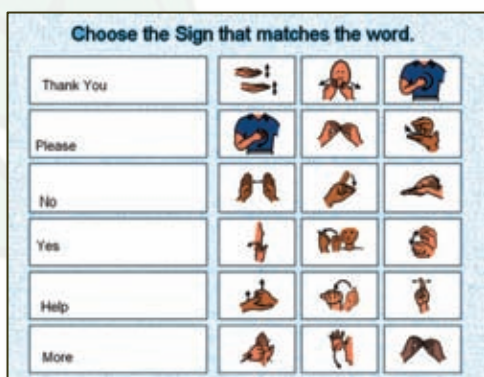 Choose the Sign that matches the word.
Thank You
Please
No
Yes
Help
More